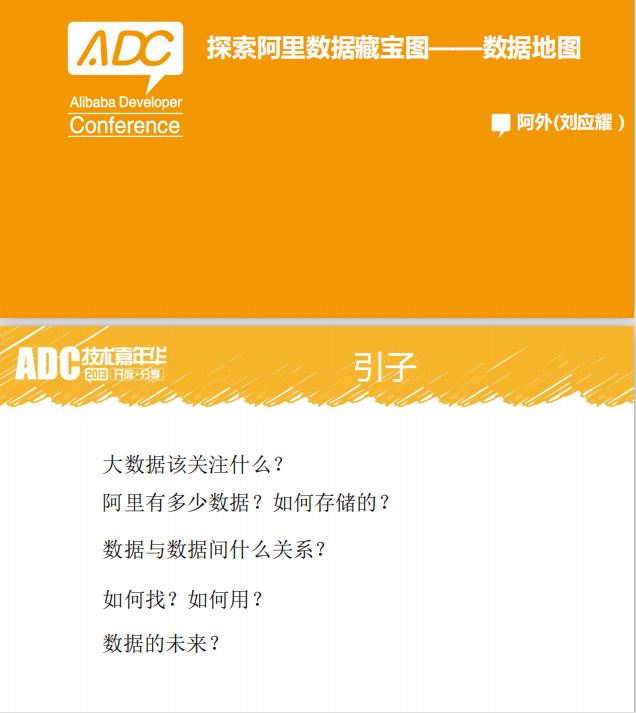 ADC
探索阿里数据藏宝图——数据地图
Alibaba Developer
Conference
阿外(刘应耀 )
ADC技术嘉年华
2013 开放·分享
引子
大数据该关注什么？
阿里有多少数据？如何存储的？
数据与数据间什么关系？
如何找？如何用？
数据的未来？